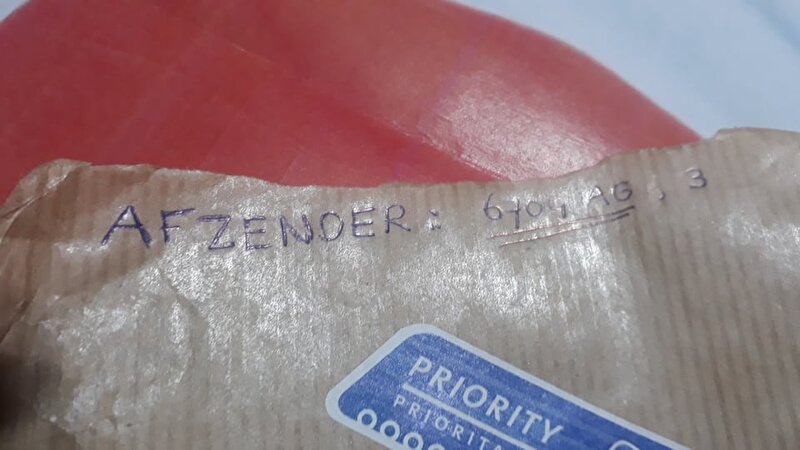 AFZENDER: 6704 AG, 3
PRIORITY
PRIORITA